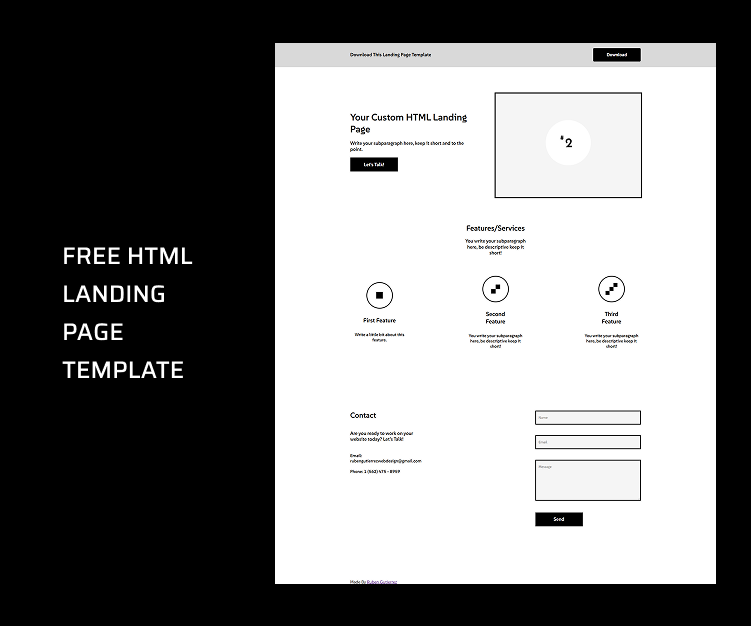 FREE HTML
LANDING
PAGE
TEMPLATE
Download This Landing Page Template
Download
Your Custom HTML Landing
Page
Write your subparagraph here, keep it short and to the
point.
Let's Talk!
#2
Features/Services
You write your subparagraph
here, be descriptive keep it
short!
First Feature
Write a little bit about this
feature.
Second
Feature
You write your subparagraph
here, be descriptive keep it
short!
Third
Feature
You write your subparagraph
here, be descriptive keep it
short!
Contact
Are you ready to work on your
website today? Let's Talk!
Email:
rubengutierrezwebdesign@gmail.com
Phone: 1 (562) 475 - 8959
Name
Email
Message
Send
Made By Ruben Gutierrez